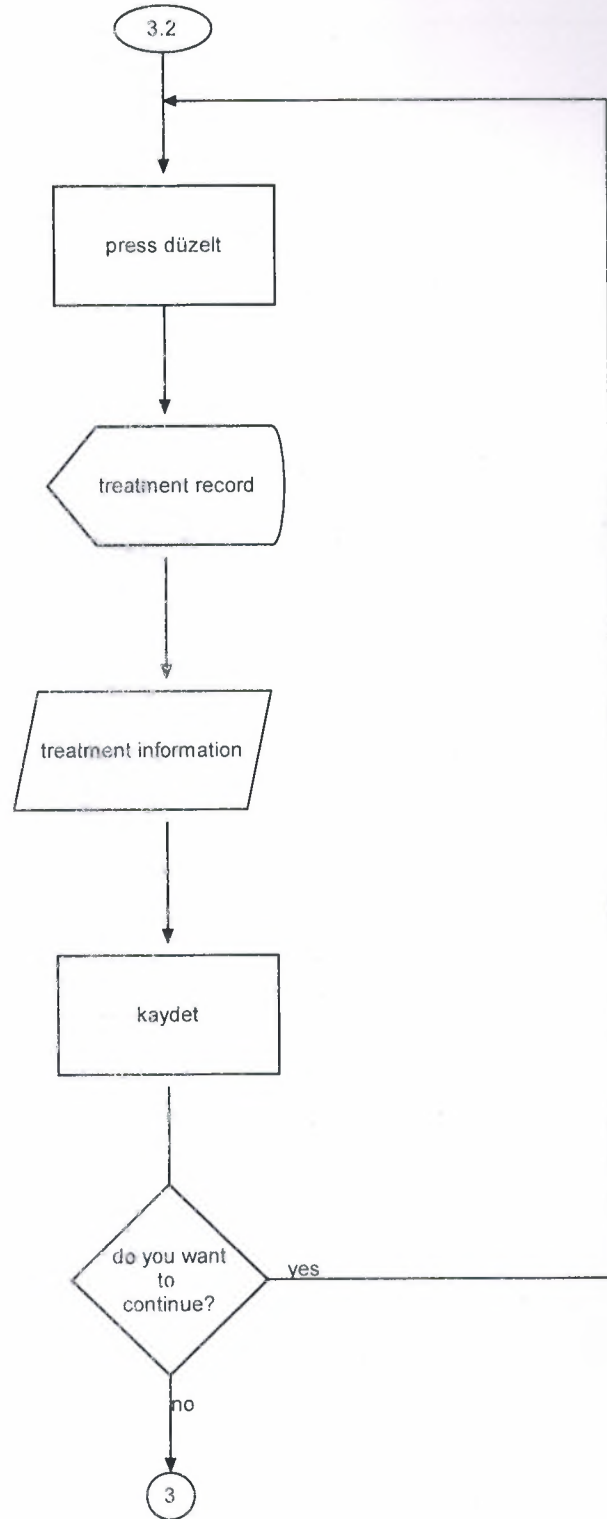 3.2
press düzelt
treatment record
treatment information
kaydet
do you want
to
continue?
yes
no
3